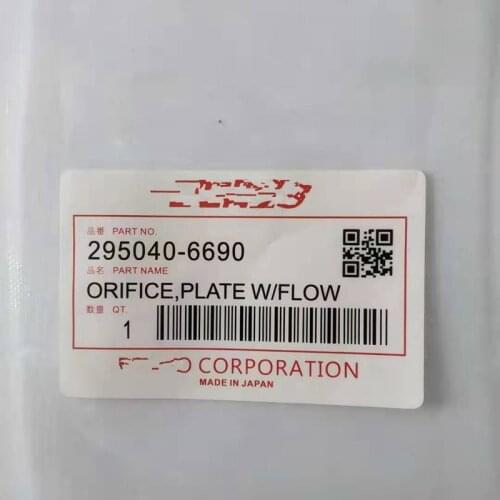 品番 PART NO.
295040-6690
品名 PART NAME
ORIFICE,PLATE W/FLOW
数量 QT.
1
CORPORATION
MADE IN JAPAN